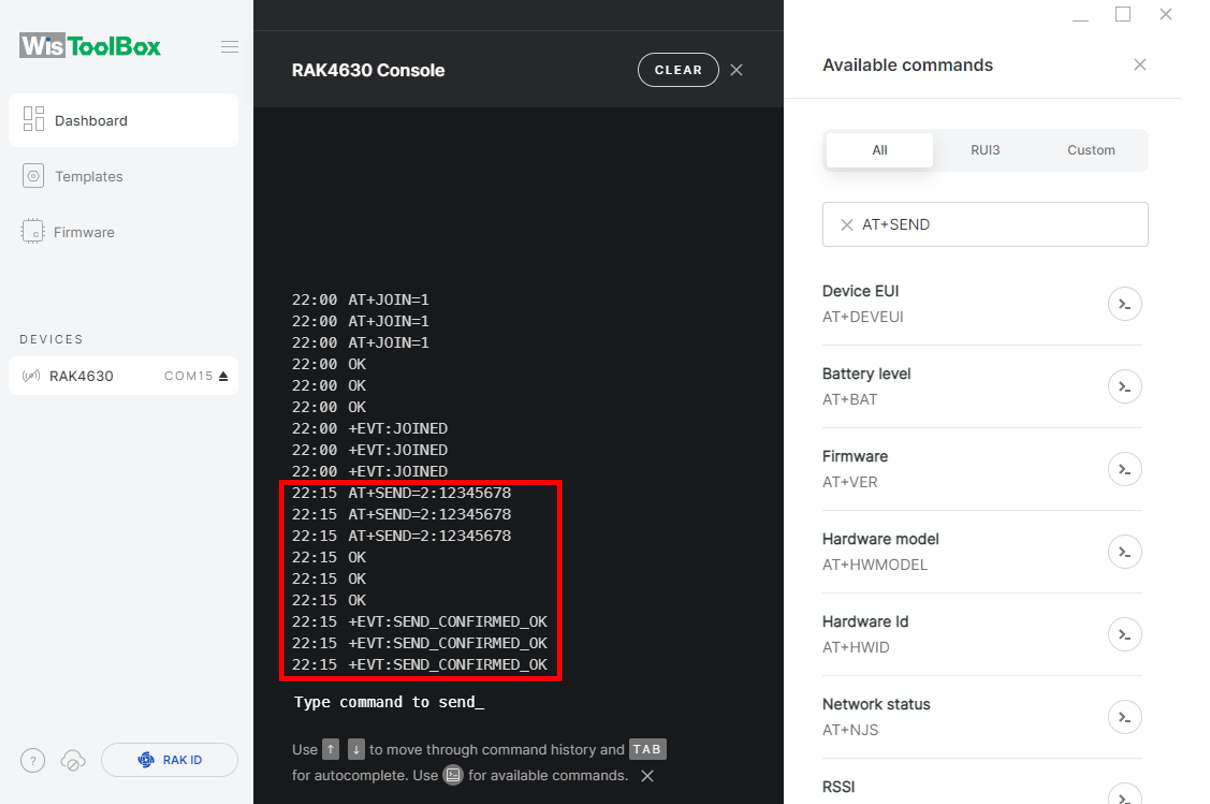 WisToolBox
Dashboard
Templates
Firmware
DEVICES
RAK4630 COM15
?
RAK ID
RAK4630 Console
CLEAR
22:00 AT+JOIN=1
22:00 AT+JOIN=1
22:00 AT+JOIN=1
22:00 OK
22:00 OK
22:00 OK
22:00 +EVT:JOINED
22:00 +EVT:JOINED
22:00 +EVT:JOINED
22:15 AT+SEND=2:12345678
22:15 AT+SEND=2:12345678
22:15 AT+SEND=2:12345678
22:15 OK
22:15 OK
22:15 OK
22:15 +EVT:SEND_CONFIRMED_OK
22:15 +EVT:SEND_CONFIRMED_OK
22:15 +EVT:SEND_CONFIRMED_OK
Type command to send_
Use ↑ ↓ to move through command history and TAB
for autocomplete. Use for available commands.
Available commands
All RUI3 Custom
AT+SEND
Device EUI
AT+DEVEUI
Battery level
AT+BAT
Firmware
AT+VER
Hardware model
AT+HWMODEL
Hardware Id
AT+HWID
Network status
AT+NJS
RSSI